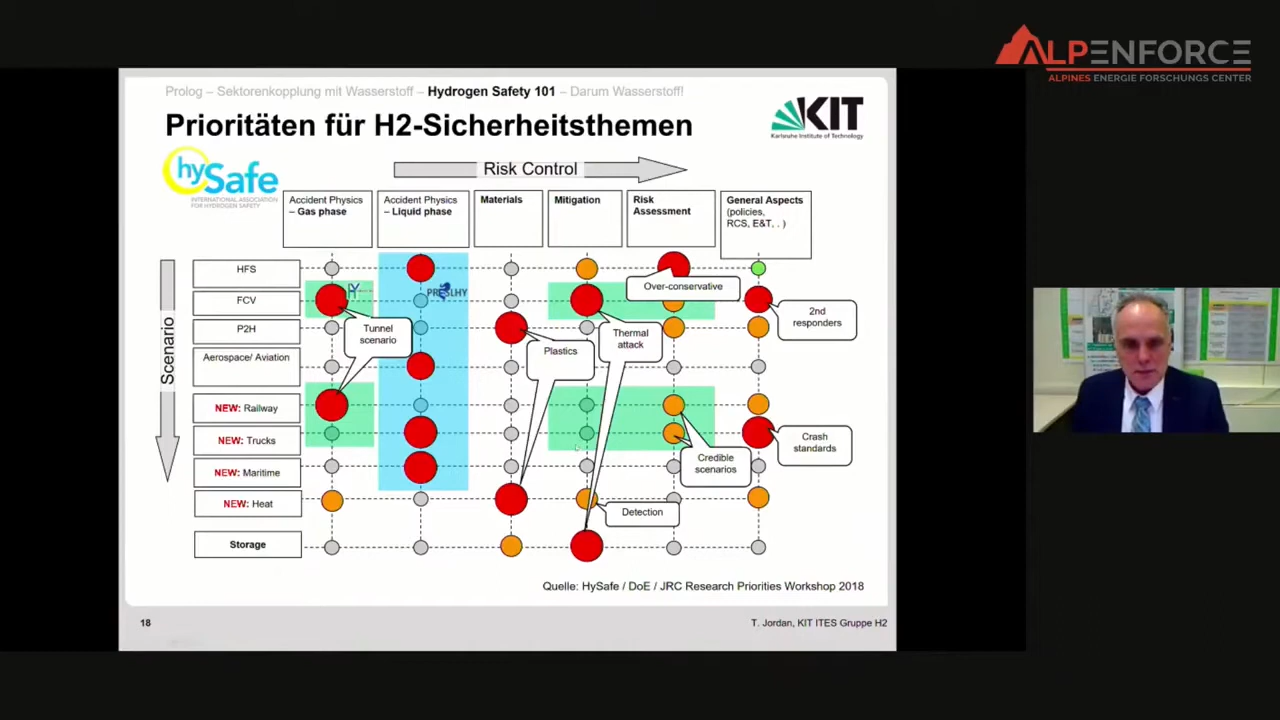 ALPENFORCE
ALPINES ENERGIE FORSCHUNGS CENTER
Prolog – Sektorenkopplung mit Wasserstoff – Hydrogen Safety 101 – Darum Wasserstoff!
Prioritäten für H2-Sicherheitsthemen
KIT
Karlsruhe Institute of Technology
hySafe
INTERNATIONAL ASSOCIATION
FOR HYDROGEN SAFETY
Risk Control
Accident Physics
– Gas phase
Accident Physics
– Liquid phase
Materials
Mitigation
Risk
Assessment
General Aspects
(policies,
RCS, E&T, . )
Scenario
HFS
FCV
P2H
Aerospace/ Aviation
NEW: Railway
NEW: Trucks
NEW: Maritime
NEW: Heat
Storage
HY
PRESLHY
Over-conservative
2nd
responders
Tunnel
scenario
Thermal
attack
Plastics
Crash
standards
Credible
scenarios
Detection
Quelle: HySafe / DoE / JRC Research Priorities Workshop 2018
18
T. Jordan, KIT ITES Gruppe H2